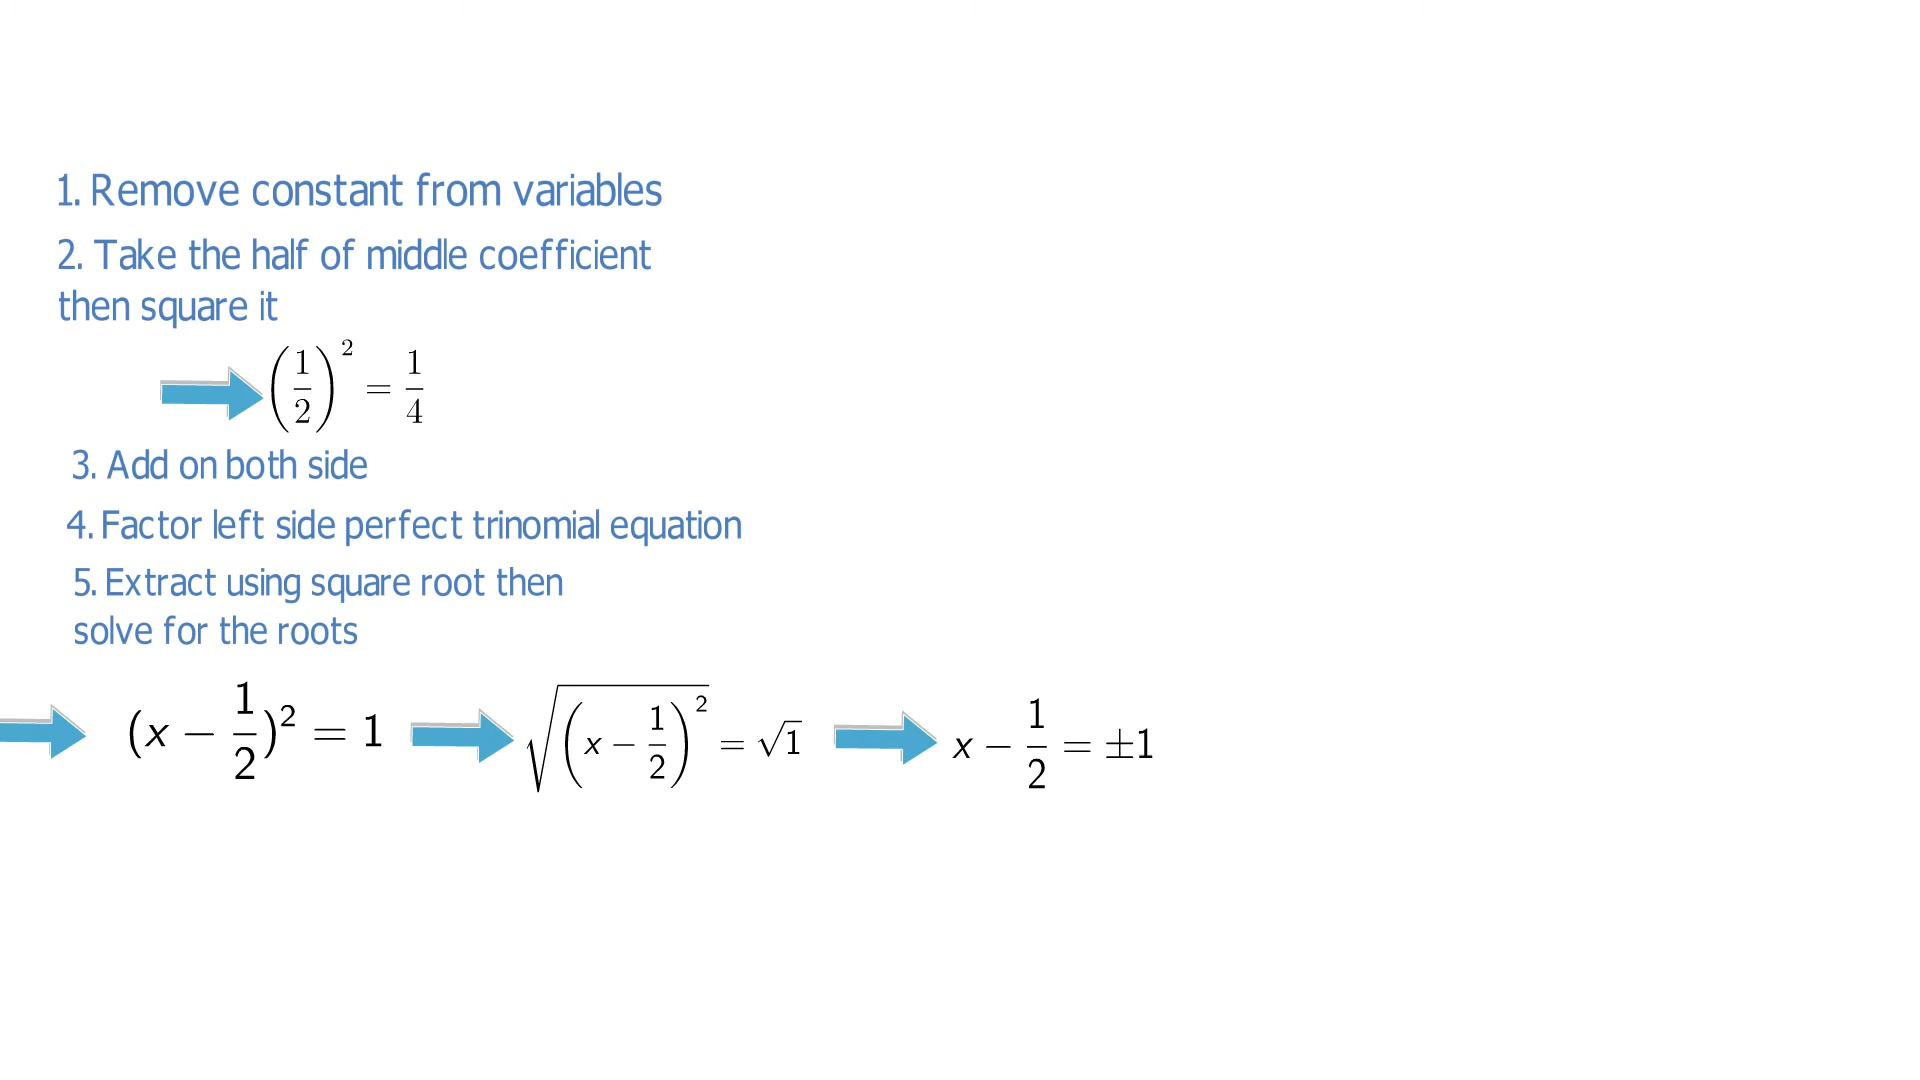 1. Remove constant from variables
2. Take the half of middle coefficient
then square it
(1/2)² = 1/4
3. Add on both side
4. Factor left side perfect trinomial equation
5. Extract using square root then
solve for the roots
(x − 1/2)² = 1 √(x − 1/2)² = √1 x − 1/2 = ±1